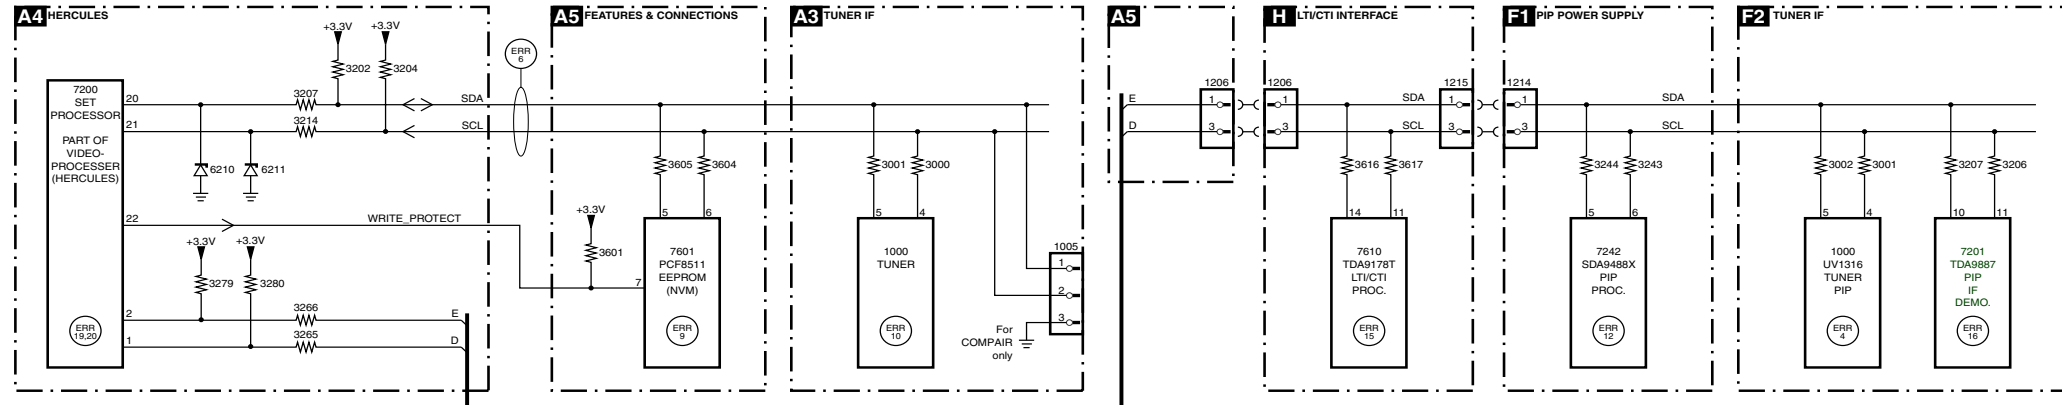 A4 HERCULES
+3.3V +3.3V
3202 3204
7200
SET
PROCESSOR
PART OF
VIDEO-
PROCESSER
(HERCULES)
ERR
19,20
20
21
22
2
1
3207
3214
6210 6211
SDA
SCL
WRITE_PROTECT
+3.3V +3.3V
3279 3280
3266
3265
E
D
ERR
6
A5 FEATURES & CONNECTIONS
3605 3604
+3.3V
3601
5 6
7
7601
PCF8511
EEPROM
(NVM)
ERR
9
A3 TUNER IF
3001 3000
5 4
1000
TUNER
ERR
10
1005
1
2
3
For
COMPAIR
only
A5
E
D
1206
1
3
H LTI/CTI INTERFACE
1206
1
3
SDA
SCL
3616 3617
14 11
7610
TDA9178T
LTI/CTI
PROC.
ERR
15
1215
1
3
F1 PIP POWER SUPPLY
1214
1
3
SDA
SCL
3244 3243
5 6
7242
SDA9488X
PIP
PROC.
ERR
12
F2 TUNER IF
3002 3001
5 4
1000
UV1316
TUNER
PIP
ERR
4
3207 3206
10 11
7201
TDA9887
PIP
IF
DEMO.
ERR
16